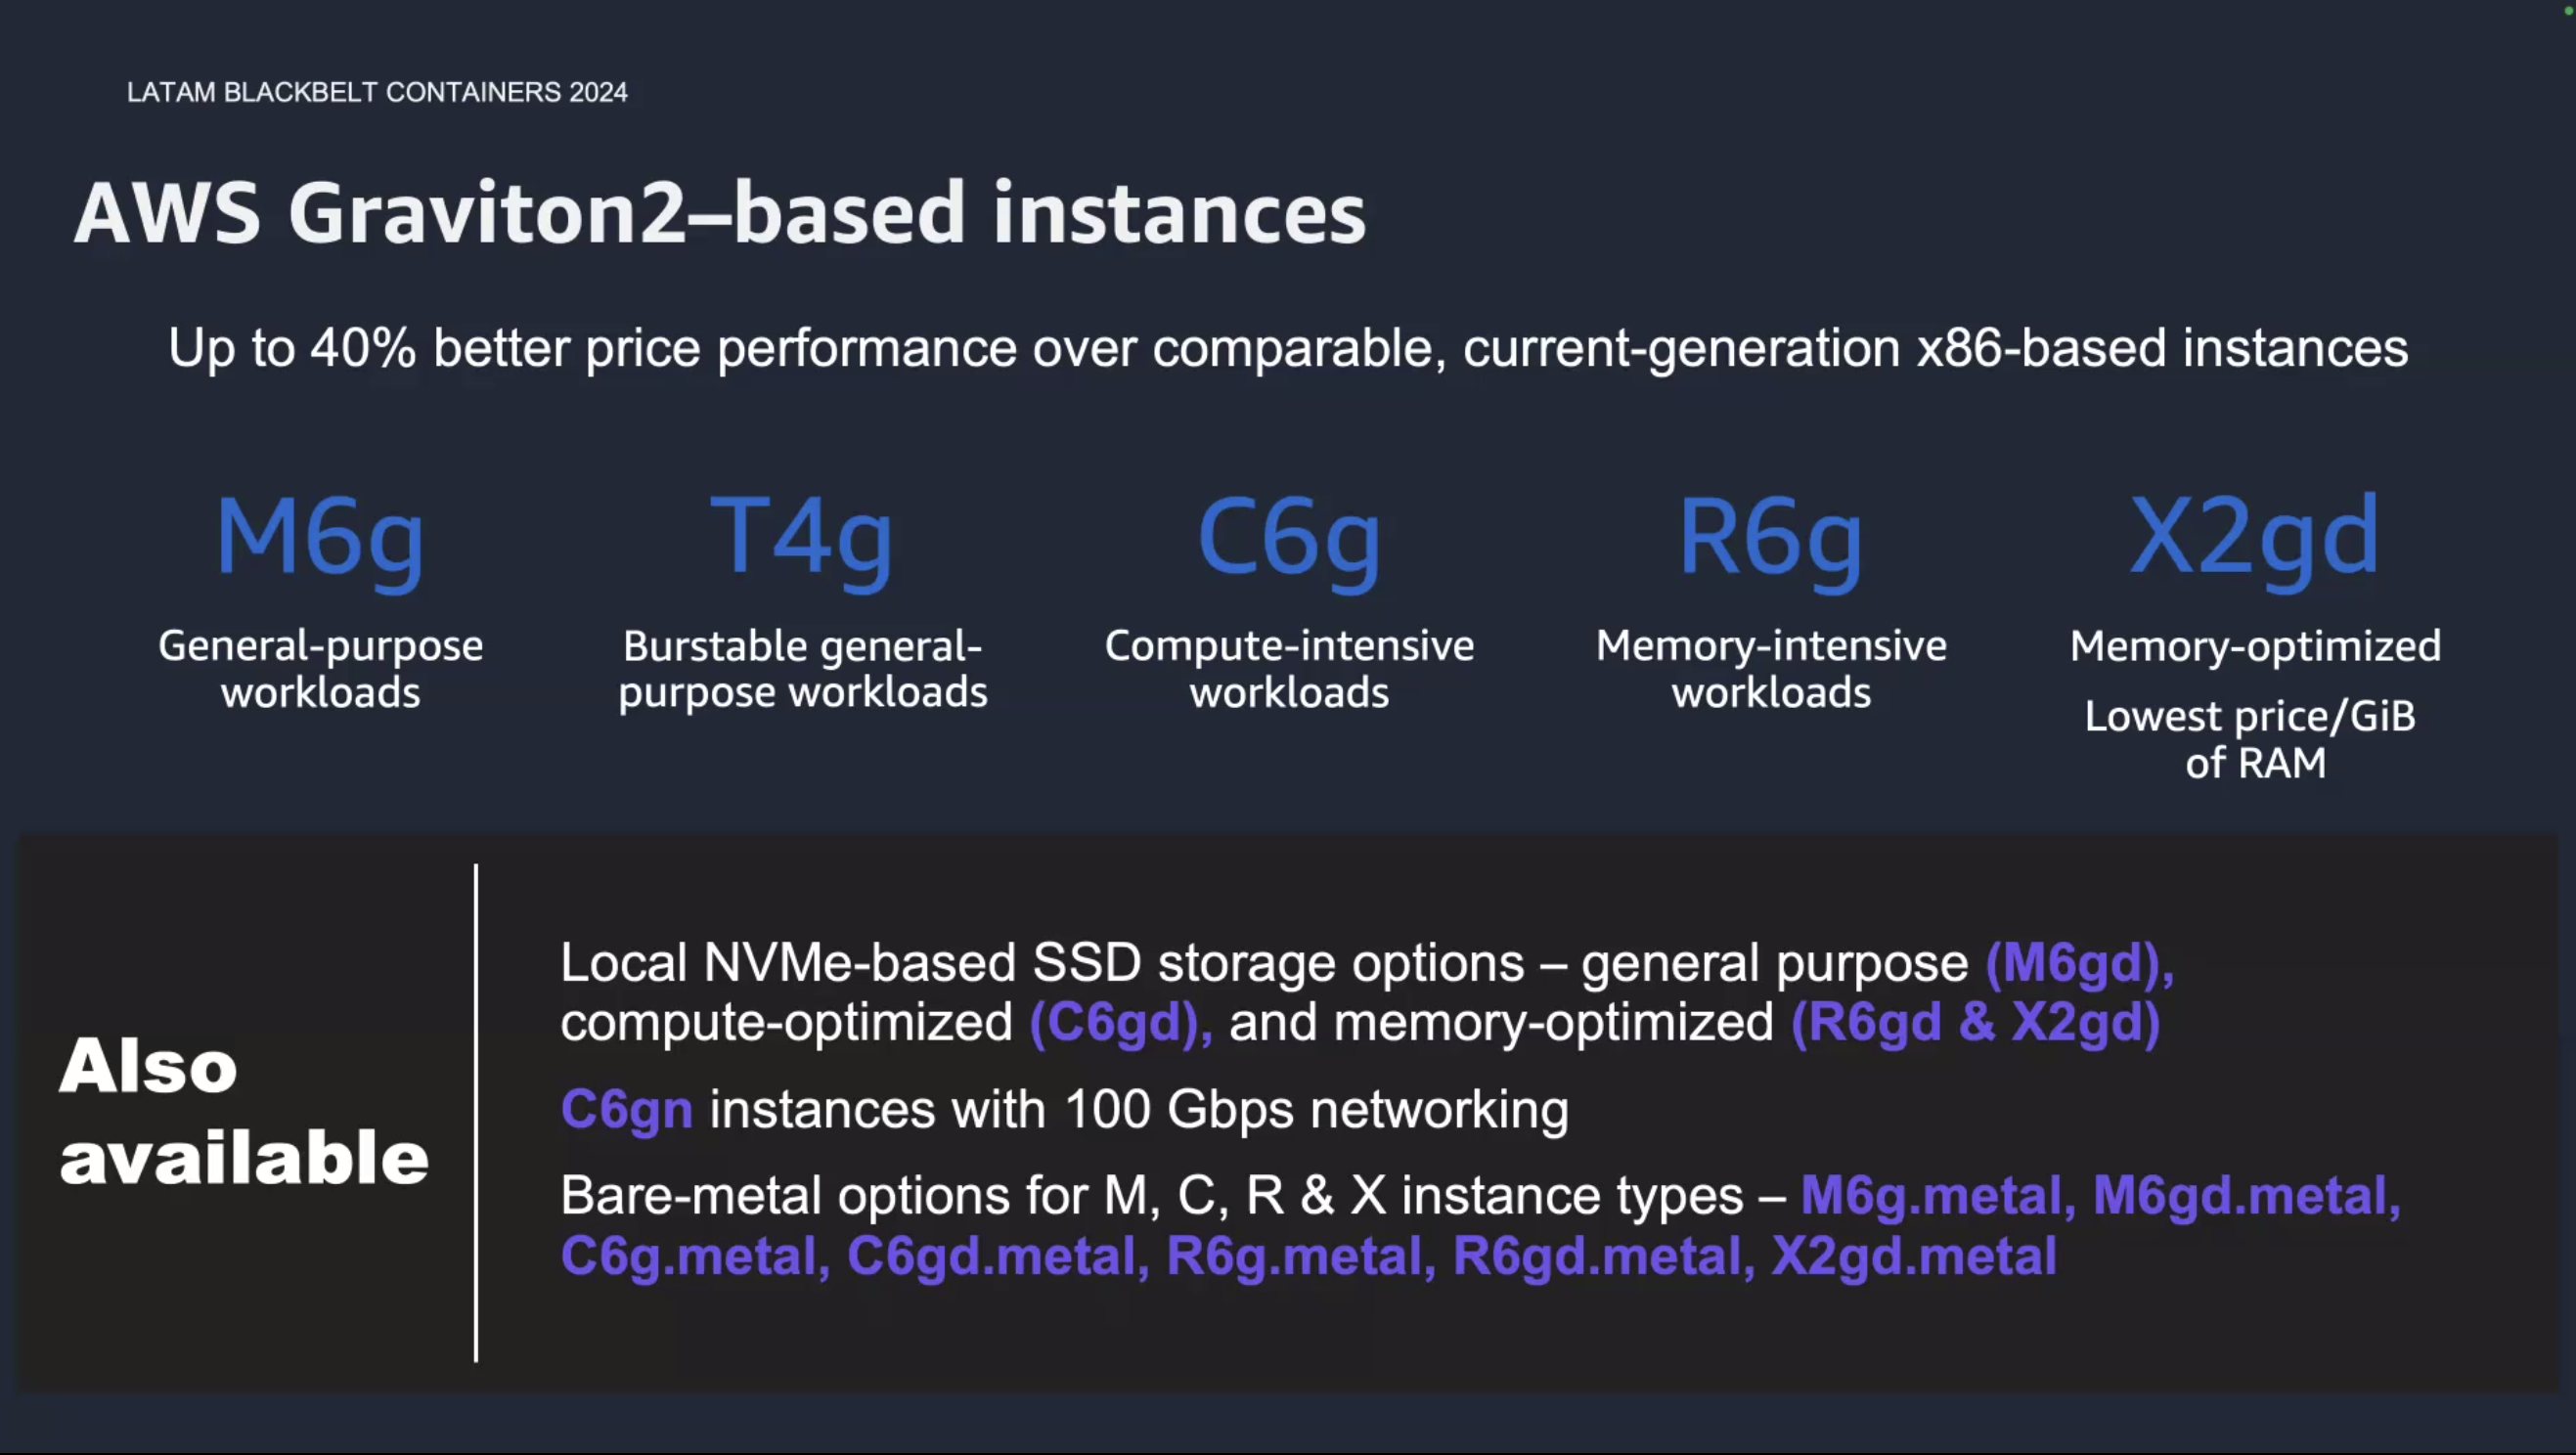 LATAM BLACKBELT CONTAINERS 2024
AWS Graviton2–based instances
Up to 40% better price performance over comparable, current-generation x86-based instances
M6g
General-purpose
workloads
T4g
Burstable general-
purpose workloads
C6g
Compute-intensive
workloads
R6g
Memory-intensive
workloads
X2gd
Memory-optimized
Lowest price/GiB
of RAM
Also
available
Local NVMe-based SSD storage options – general purpose (M6gd),
compute-optimized (C6gd), and memory-optimized (R6gd & X2gd)
C6gn instances with 100 Gbps networking
Bare-metal options for M, C, R & X instance types – M6g.metal, M6gd.metal,
C6g.metal, C6gd.metal, R6g.metal, R6gd.metal, X2gd.metal